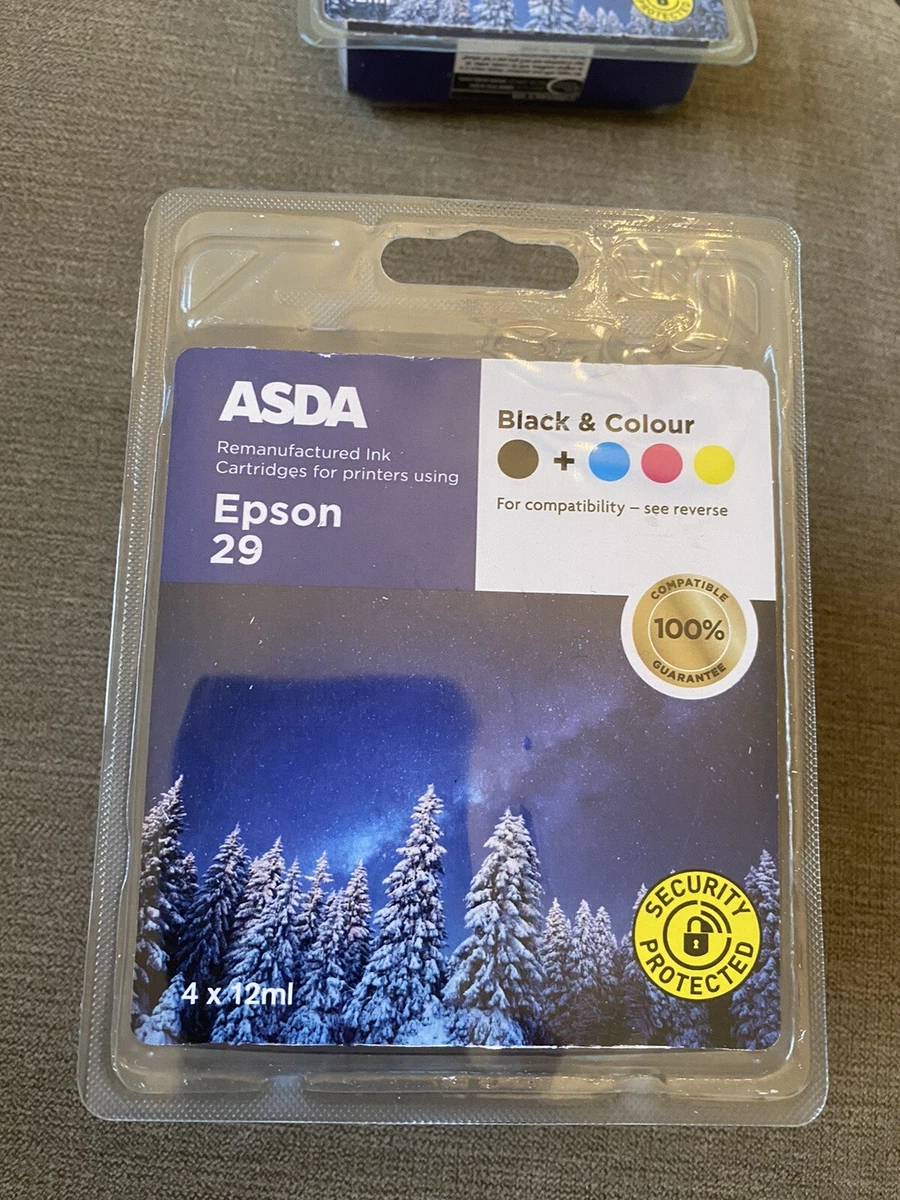 PROTECTED
ASDA
Remanufactured Ink
Cartridges for printers using
Epson
29
Black & Colour
+
For compatibility – see reverse
COMPATIBLE
100%
GUARANTEE
SECURITY
PROTECTED
4 x 12ml